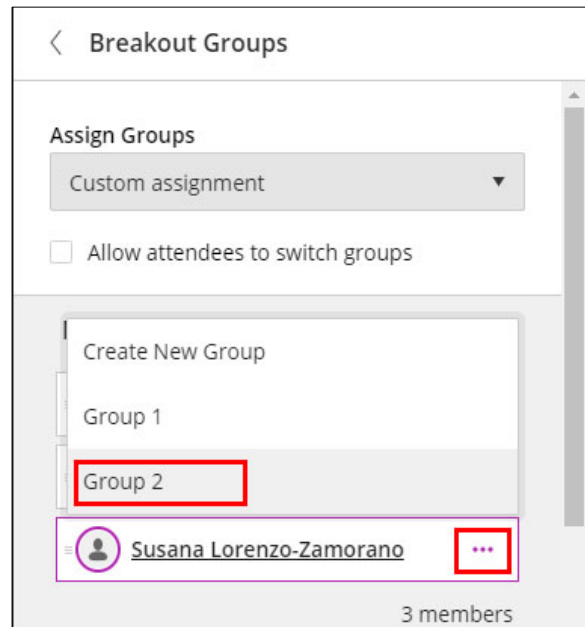 Breakout Groups
Assign Groups
Custom assignment
Allow attendees to switch groups
Create New Group
Group 1
Group 2
Susana Lorenzo-Zamorano
3 members